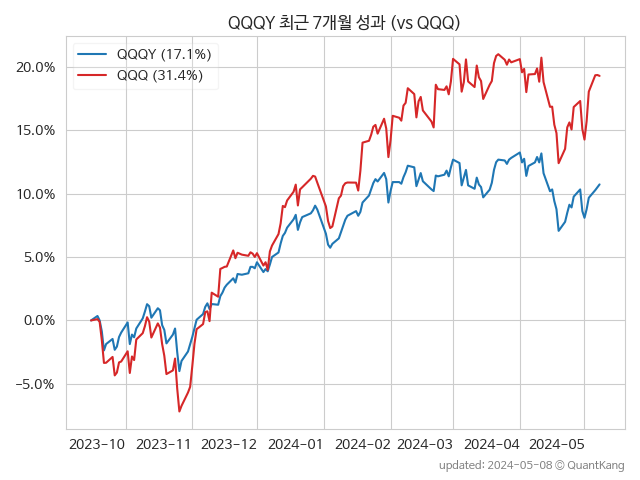 QQQY 최근 7개월 성과 (vs QQQ)
QQQY (17.1%)
QQQ (31.4%)
20.0%
15.0%
10.0%
5.0%
0.0%
−5.0%
2023-10 2023-11 2023-12 2024-01 2024-02 2024-03 2024-04 2024-05
updated: 2024-05-08 © QuantKang